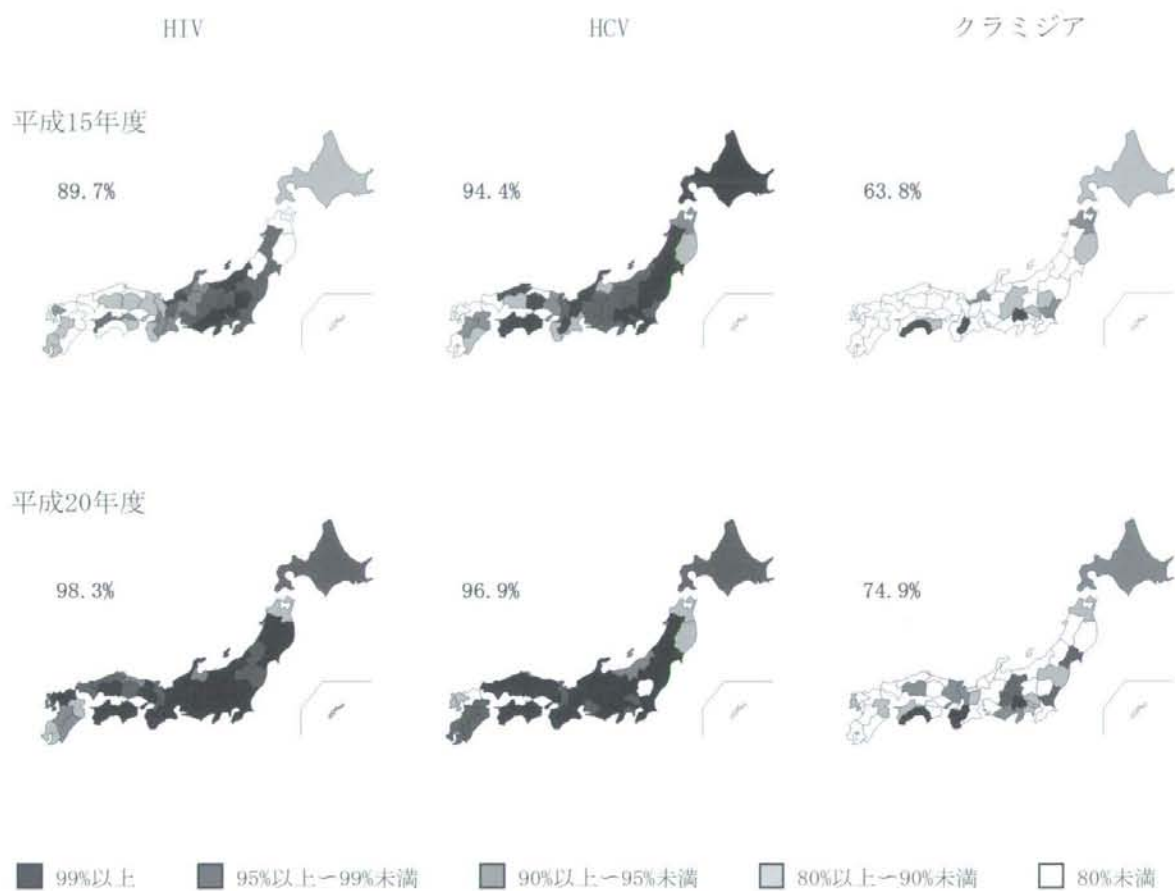 HIV HCV クラミジア
平成15年度
89.7% 94.4% 63.8%
平成20年度
98.3% 96.9% 74.9%
99%以上 95%以上～99%未満 90%以上～95%未満 80%以上～90%未満 80%未満